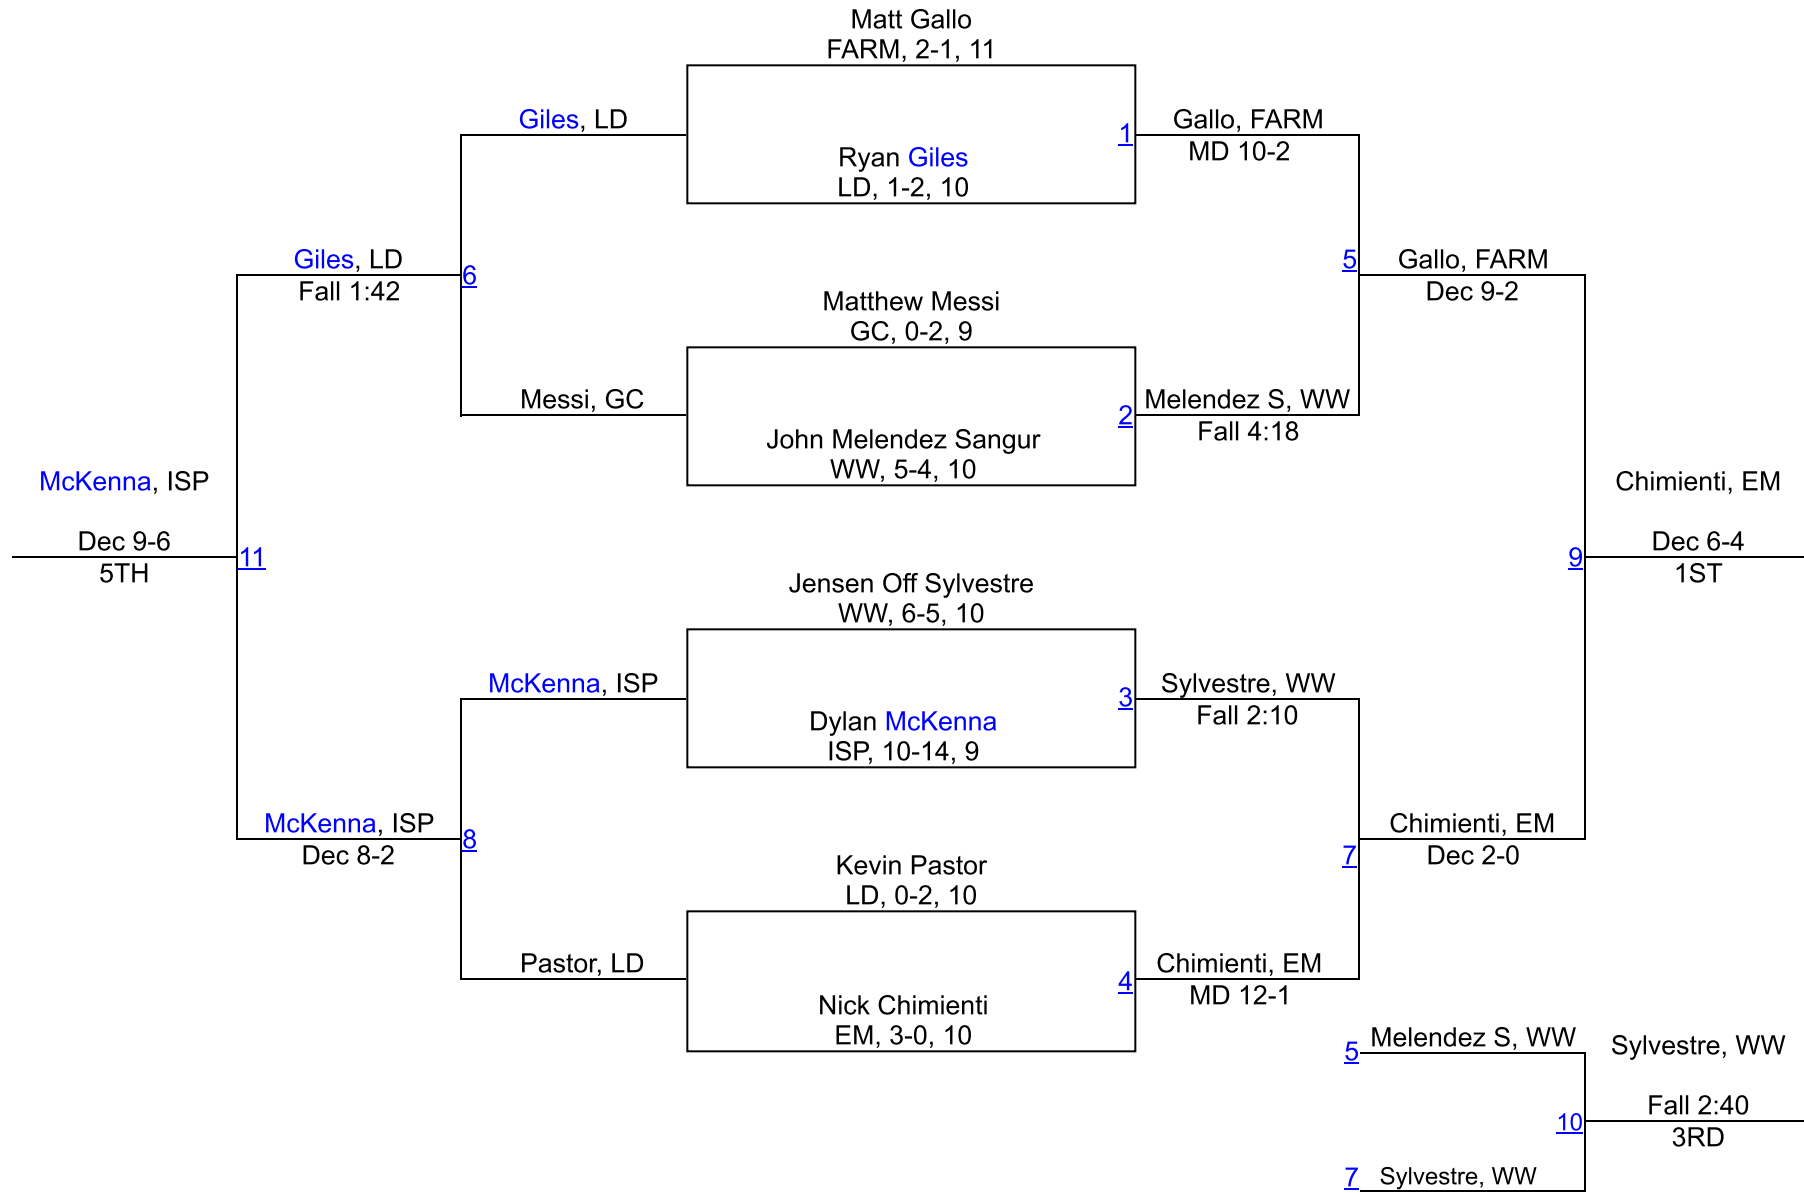 Matt Gallo
FARM, 2-1, 11
Giles, LD
1
Gallo, FARM
MD 10-2
Ryan Giles
LD, 1-2, 10
Giles, LD
Fall 1:42
6
5
Gallo, FARM
Dec 9-2
Matthew Messi
GC, 0-2, 9
Messi, GC
2
Melendez S, WW
Fall 4:18
John Melendez Sangur
WW, 5-4, 10
McKenna, ISP
Dec 9-6
5TH
11
9
Chimienti, EM
Dec 6-4
1ST
Jensen Off Sylvestre
WW, 6-5, 10
McKenna, ISP
3
Sylvestre, WW
Fall 2:10
Dylan McKenna
ISP, 10-14, 9
McKenna, ISP
Dec 8-2
8
7
Chimienti, EM
Dec 2-0
Kevin Pastor
LD, 0-2, 10
Pastor, LD
4
Chimienti, EM
MD 12-1
Nick Chimienti
EM, 3-0, 10
5
Melendez S, WW
Sylvestre, WW
10
Fall 2:40
3RD
7
Sylvestre, WW